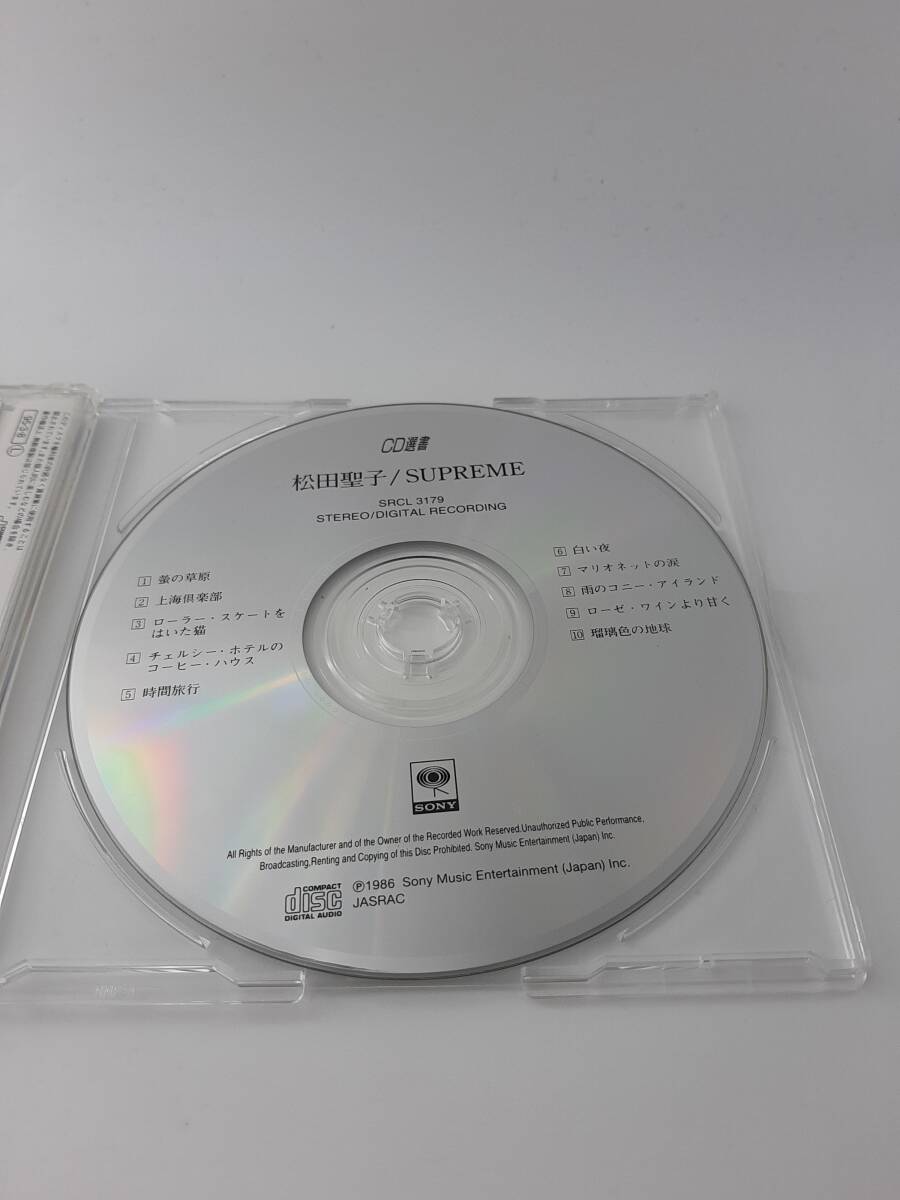 CD選書
松田聖子/SUPREME
SRCL 3179
STEREO/DIGITAL RECORDING
1 螢の草原
2 上海倶楽部
3 ローラー・スケートを
はいた猫
4 チェルシー・ホテルの
コーヒー・ハウス
5 時間旅行
6 白い夜
7 マリオネットの涙
8 雨のコニー・アイランド
9 ローゼ・ワインより甘く
10 瑠璃色の地球
SONY
All Rights of the Manufacturer and of the Owner of the Recorded Work Reserved.Unauthorized Public Performance,
Broadcasting,Renting and Copying of this Disc Prohibited. Sony Music Entertainment (Japan) Inc.
COMPACT
disc
DIGITAL AUDIO
Ⓟ1986 Sony Music Entertainment (Japan) Inc.
JASRAC
95·3·8 Ⓛ